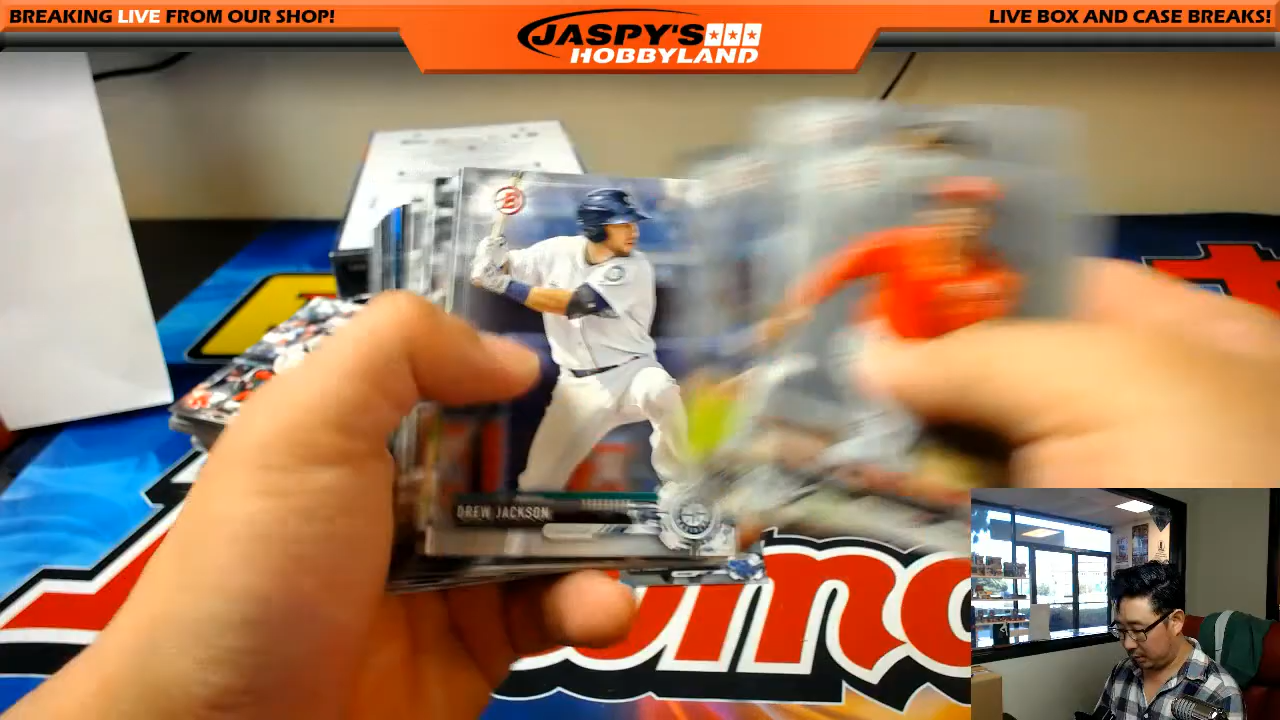 BREAKING LIVE FROM OUR SHOP!
JASPY'S
HOBBYLAND
LIVE BOX AND CASE BREAKS!
B
DREW JACKSON